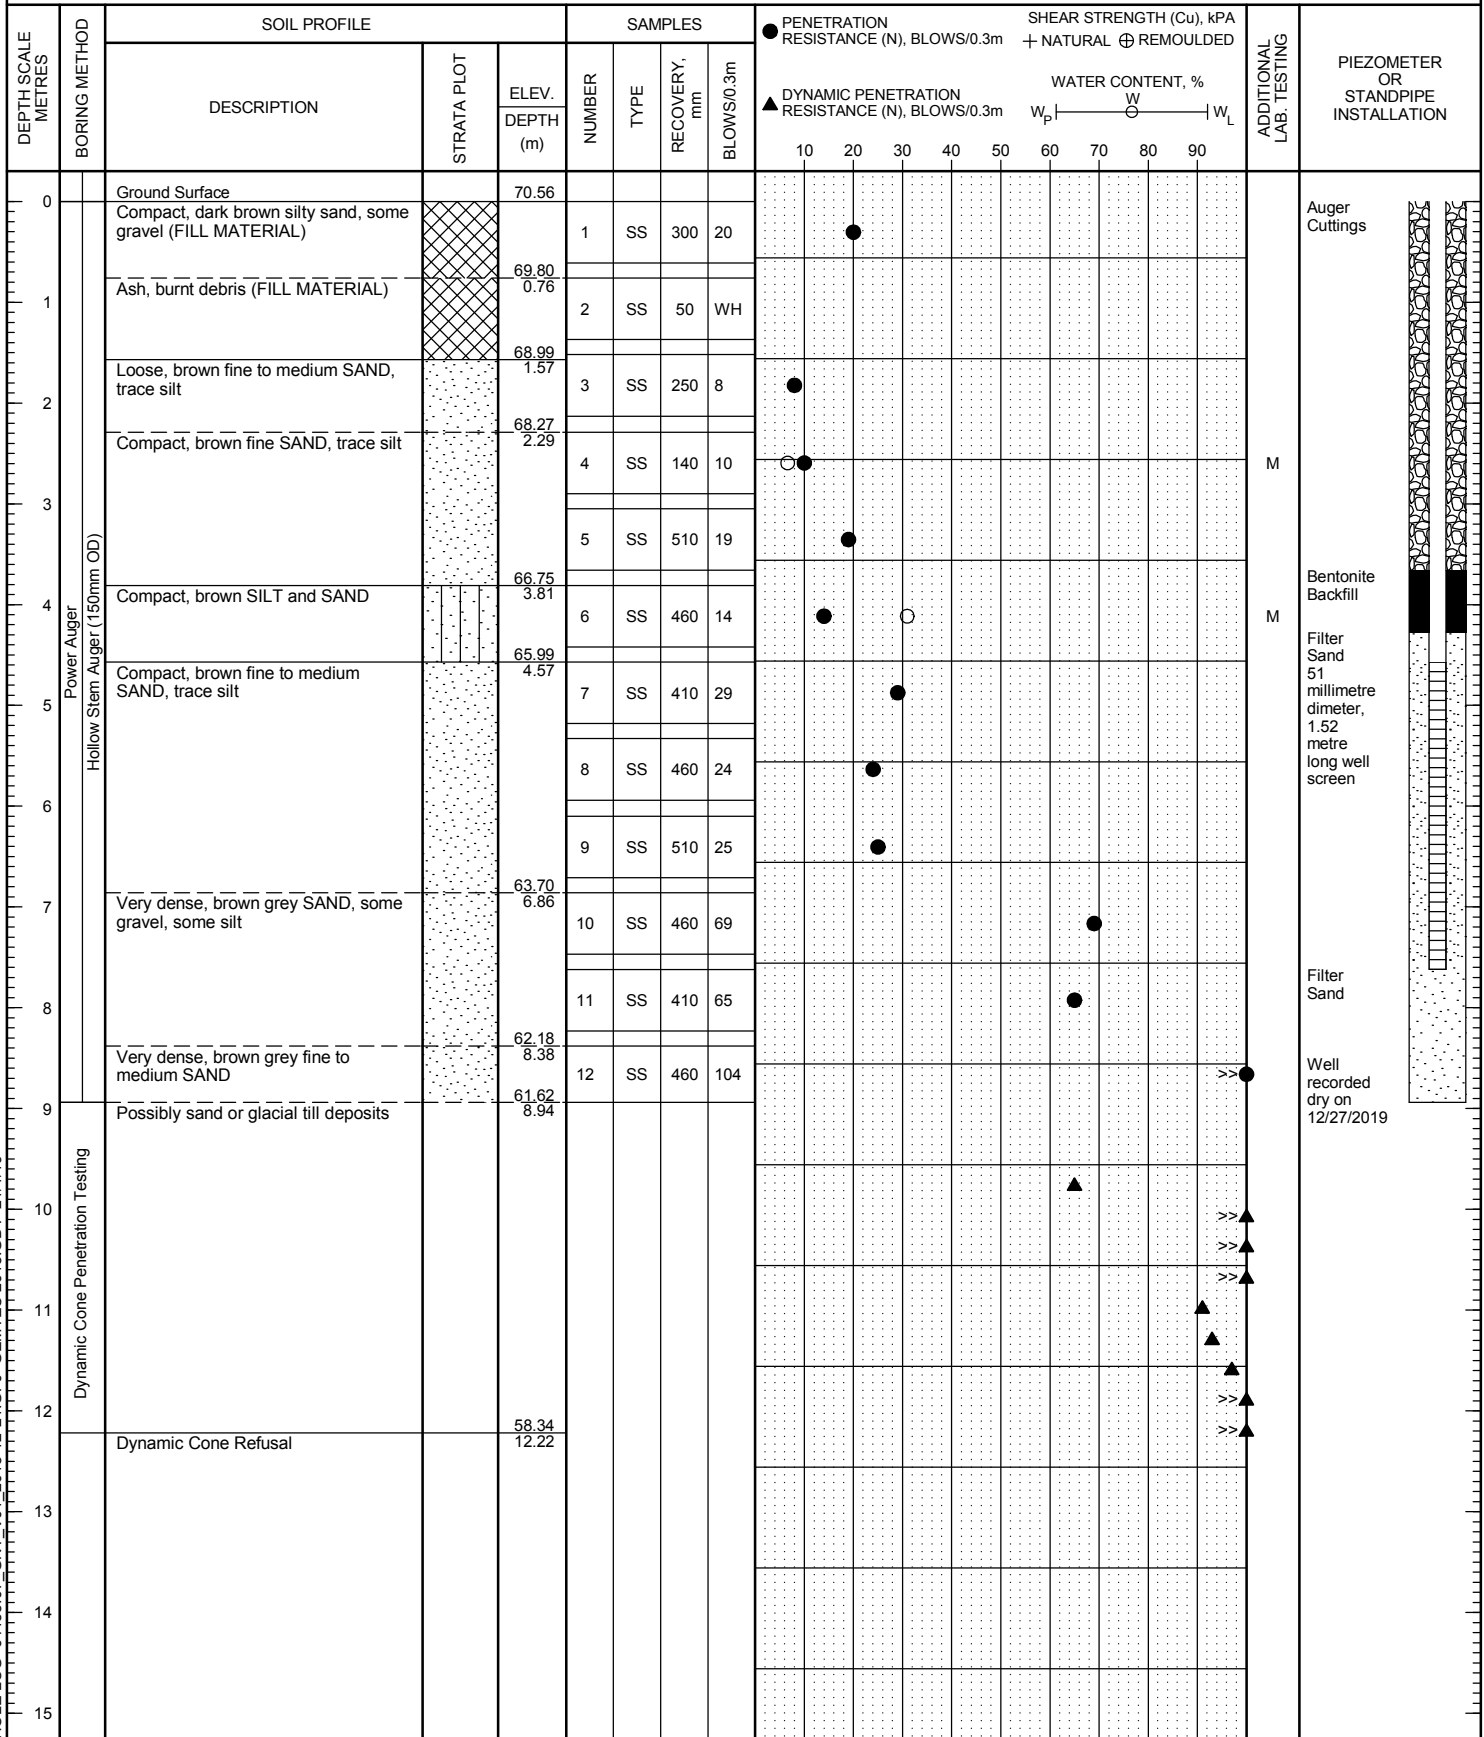 DEPTH SCALE
METRES
BORING METHOD
SOIL PROFILE
DESCRIPTION
STRATA PLOT
ELEV.
DEPTH
(m)
SAMPLES
NUMBER
TYPE
RECOVERY,
mm
BLOWS/0.3m
PENETRATION
RESISTANCE (N), BLOWS/0.3m
SHEAR STRENGTH (Cu), kPA
+ NATURAL ⊕ REMOULDED
DYNAMIC PENETRATION
RESISTANCE (N), BLOWS/0.3m
WATER CONTENT, %
W
WP WL
10 20 30 40 50 60 70 80 90
ADDITIONAL
LAB. TESTING
PIEZOMETER
OR
STANDPIPE
INSTALLATION
0
1
2
3
4
5
6
7
8
9
10
11
12
13
14
15
Power Auger
Hollow Stem Auger (150mm OD)
Dynamic Cone Penetration Testing
Ground Surface 70.56
Compact, dark brown silty sand, some
gravel (FILL MATERIAL)
1 SS 300 20
69.80
0.76
Ash, burnt debris (FILL MATERIAL)
2 SS 50 WH
68.99
1.57
Loose, brown fine to medium SAND,
trace silt
3 SS 250 8
68.27
2.29
Compact, brown fine SAND, trace silt
4 SS 140 10 M
5 SS 510 19
66.75
3.81
Compact, brown SILT and SAND
6 SS 460 14 M
65.99
4.57
Compact, brown fine to medium
SAND, trace silt
7 SS 410 29
8 SS 460 24
9 SS 510 25
63.70
6.86
Very dense, brown grey SAND, some
gravel, some silt
10 SS 460 69
11 SS 410 65
62.18
8.38
Very dense, brown grey fine to
medium SAND
12 SS 460 104 >>
61.62
8.94
Possibly sand or glacial till deposits
>>
>>
>>
>>
>>
58.34
12.22
Dynamic Cone Refusal
Auger
Cuttings
Bentonite
Backfill
Filter
Sand
51
millimetre
dimeter,
1.52
metre
long well
screen
Filter
Sand
Well
recorded
dry on
12/27/2019